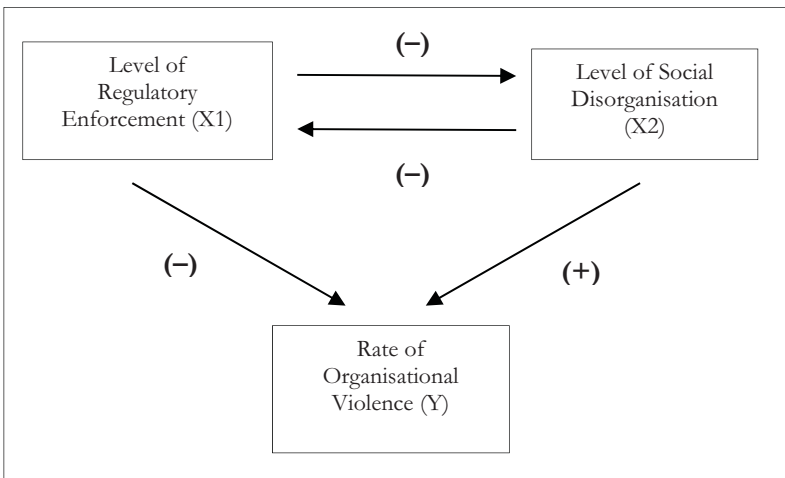 (–)
Level of
Regulatory
Enforcement (X1)
Level of Social
Disorganisation
(X2)
(–)
(–)
(+)
Rate of
Organisational
Violence (Y)